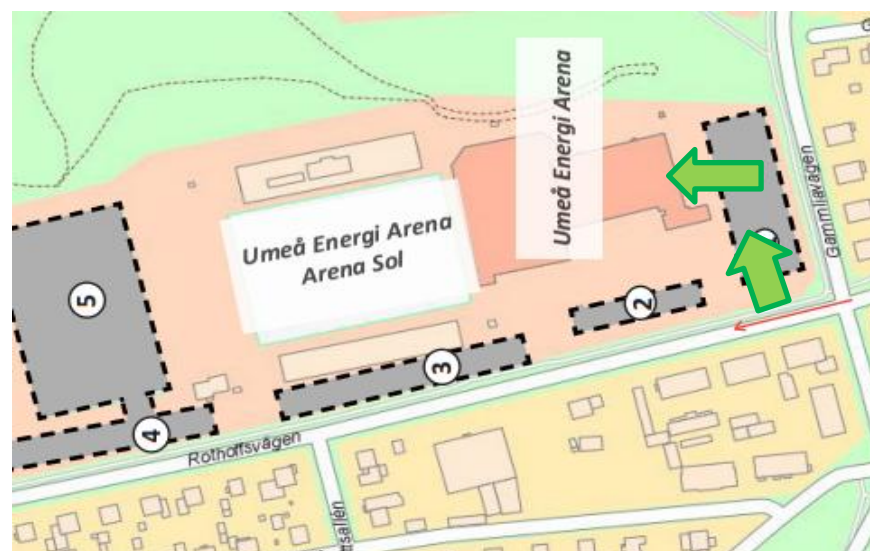 Umeå Energi Arena
Umeå Energi Arena
Arena Sol
Gammliavägen
5
2
3
4
Rothoffsvägen